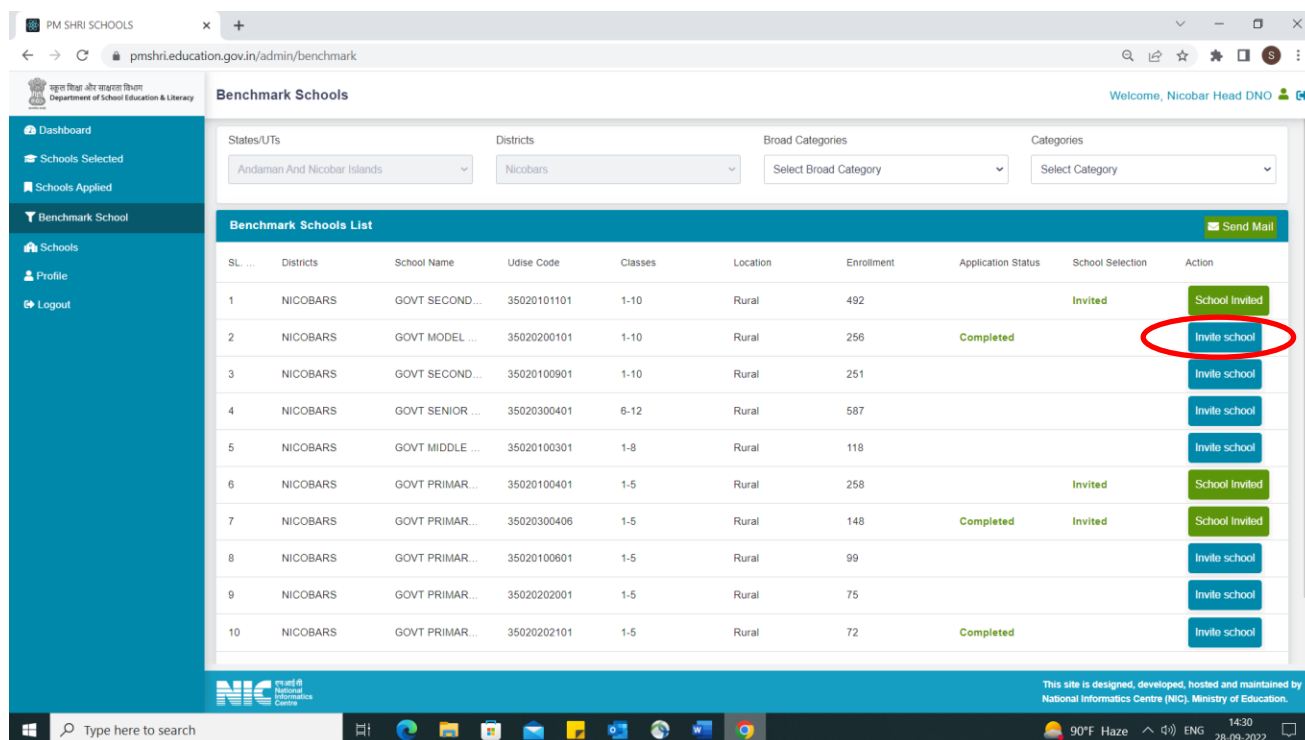 PM SHRI SCHOOLS
pmshri.education.gov.in/admin/benchmark
S
स्कूल शिक्षा और साक्षरता विभाग
Department of School Education & Literacy
Benchmark Schools
Welcome, Nicobar Head DNO
Dashboard
Schools Selected
Schools Applied
Benchmark School
Schools
Profile
Logout
States/UTs Districts Broad Categories Categories
Andaman And Nicobar Islands Nicobars Select Broad Category Select Category
Benchmark Schools List Send Mail
SL. ... Districts School Name Udise Code Classes Location Enrollment Application Status School Selection Action
1 NICOBARS GOVT SECOND... 35020101101 1-10 Rural 492 Invited School Invited
2 NICOBARS GOVT MODEL ... 35020200101 1-10 Rural 256 Completed Invite school
3 NICOBARS GOVT SECOND... 35020100901 1-10 Rural 251 Invite school
4 NICOBARS GOVT SENIOR ... 35020300401 6-12 Rural 587 Invite school
5 NICOBARS GOVT MIDDLE ... 35020100301 1-8 Rural 118 Invite school
6 NICOBARS GOVT PRIMAR... 35020100401 1-5 Rural 258 Invited School Invited
7 NICOBARS GOVT PRIMAR... 35020300406 1-5 Rural 148 Completed Invited School Invited
8 NICOBARS GOVT PRIMAR... 35020100601 1-5 Rural 99 Invite school
9 NICOBARS GOVT PRIMAR... 35020202001 1-5 Rural 75 Invite school
10 NICOBARS GOVT PRIMAR... 35020202101 1-5 Rural 72 Completed Invite school
NIC
एन आई सी
National
Informatics
Centre
This site is designed, developed, hosted and maintained by
National Informatics Centre (NIC). Ministry of Education.
Type here to search
90°F Haze ENG
14:30
28-09-2022